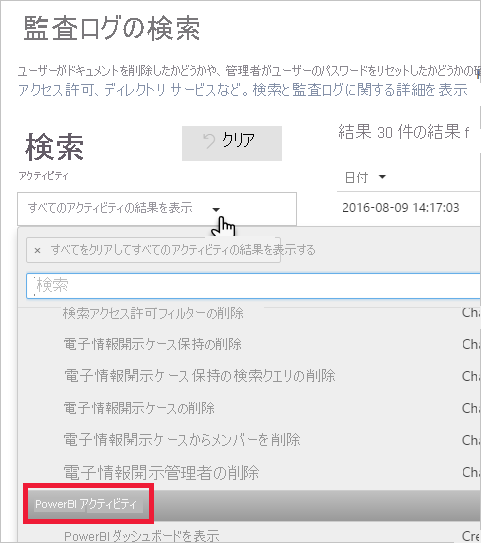 監査ログの検索
ユーザーがドキュメントを削除したかどうかや、管理者がユーザーのパスワードをリセットしたかどうかの
アクセス許可、ディレクトリ サービスなど。検索と監査ログに関する詳細を表示
検索
クリア
結果 30 件の結果 f
アクティビティ
日付
すべてのアクティビティの結果を表示
2016-08-09 14:17:03
× すべてをクリアしてすべてのアクティビティの結果を表示する
検索
検索アクセス許可フィルターの削除
Cha
電子情報開示ケース保持の削除
Cha
電子情報開示ケース保持の検索クエリの削除
Cha
電子情報開示ケースの削除
Cha
電子情報開示ケースからメンバーを削除
Cha
電子情報開示管理者の削除
Cha
PowerBI アクティビティ
PowerBI ダッシュボードを表示
Cre